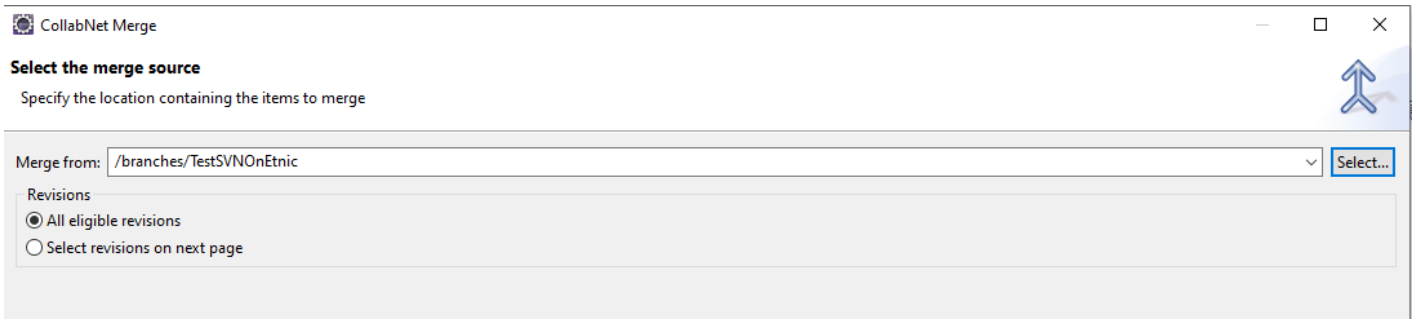 CollabNet Merge
Select the merge source
Specify the location containing the items to merge
Merge from: /branches/TestSVNOnEtnic Select...
Revisions
All eligible revisions
Select revisions on next page